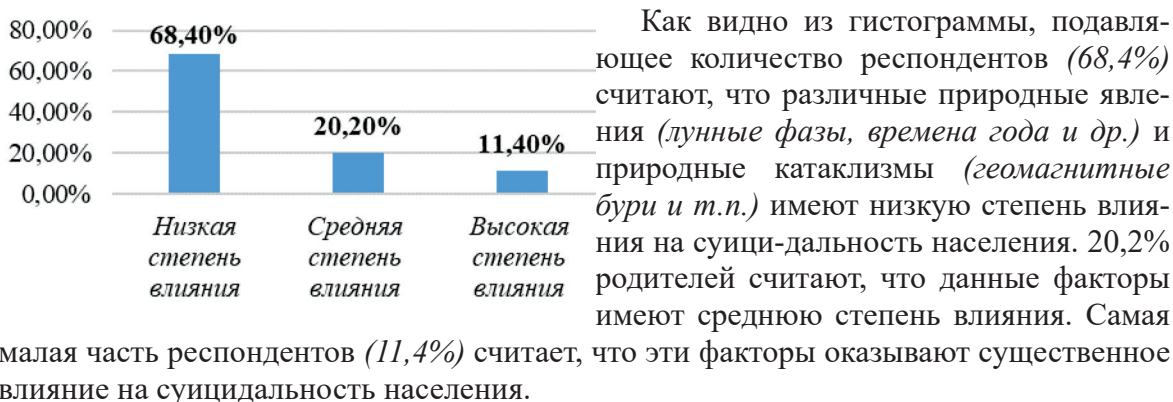 80,00%
60,00%
40,00%
20,00%
0,00%
68,40%
20,20%
11,40%
Низкая
степень
влияния
Средняя
степень
влияния
Высокая
степень
влияния
Как видно из гистограммы, подавля-
ющее количество респондентов (68,4%)
считают, что различные природные явле-
ния (лунные фазы, времена года и др.) и
природные катаклизмы (геомагнитные
бури и т.п.) имеют низкую степень влия-
ния на суици-дальность населения. 20,2%
родителей считают, что данные факторы
имеют среднюю степень влияния. Самая
малая часть респондентов (11,4%) считает, что эти факторы оказывают существенное
влияние на суицидальность населения.